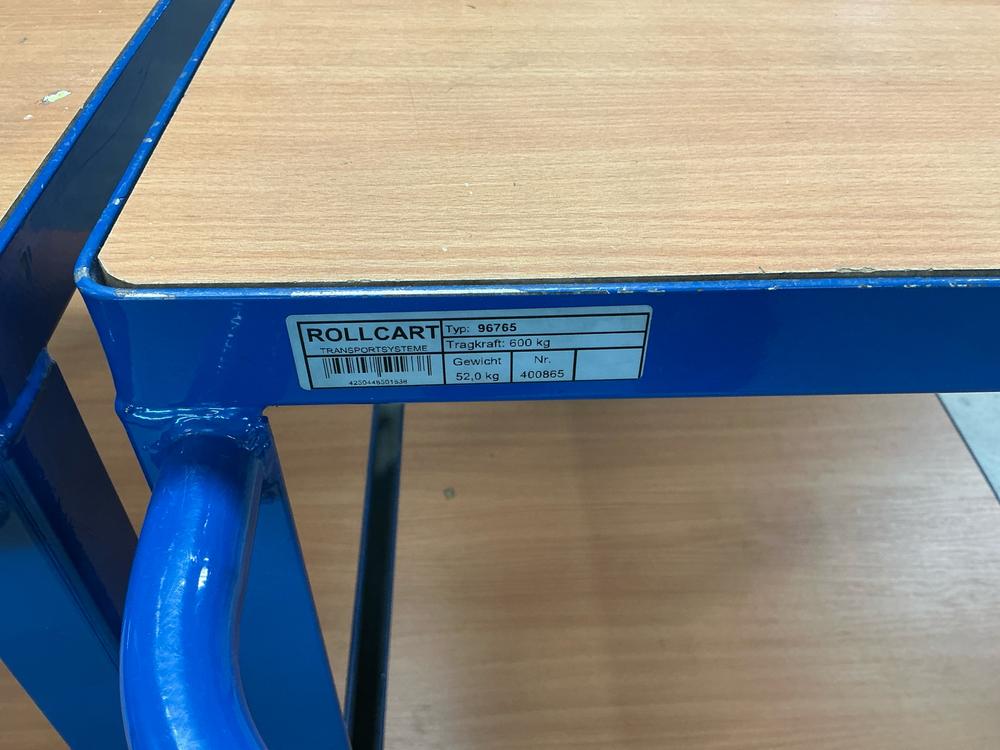 ROLLCART
TRANSPORTSYSTEME
Typ: 96765
Tragkraft: 600 kg
Gewicht
52,0 kg
Nr.
400865